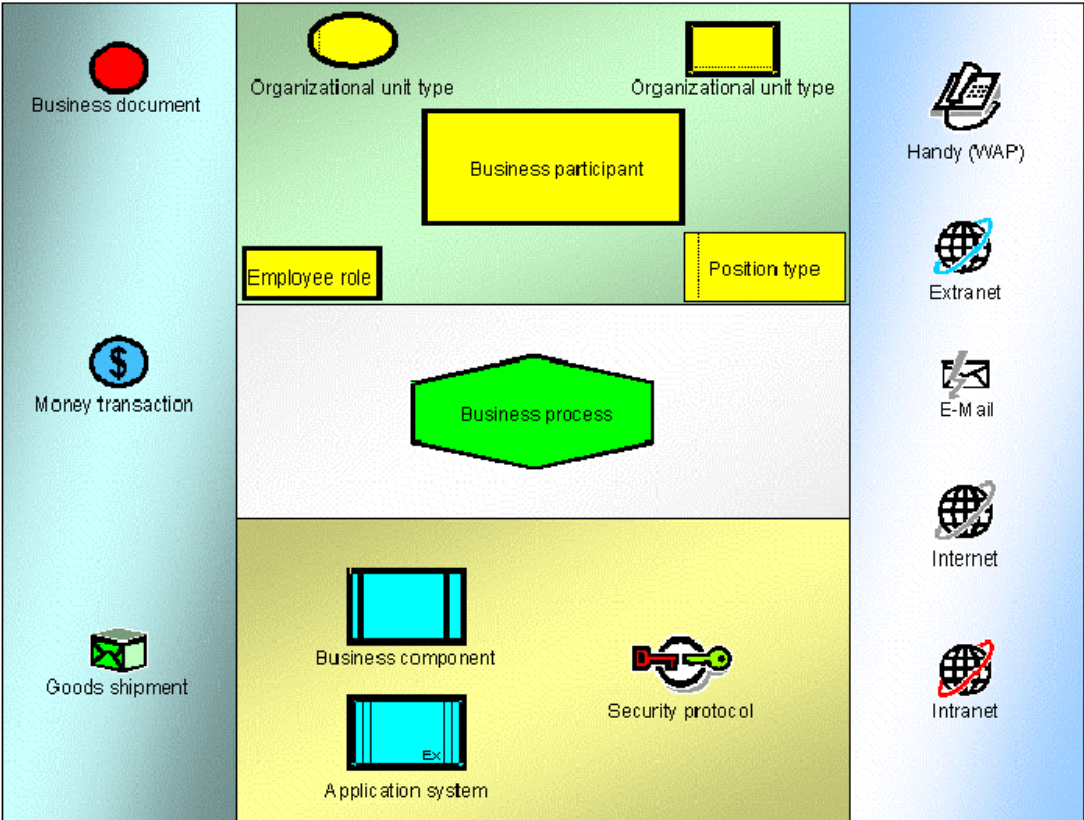 Business document
Money transaction
$
Goods shipment
Organizational unit type
Organizational unit type
Business participant
Employee role
Position type
Business process
Business component
Ex
Application system
Security protocol
Handy (WAP)
Extranet
E-Mail
Internet
Intranet